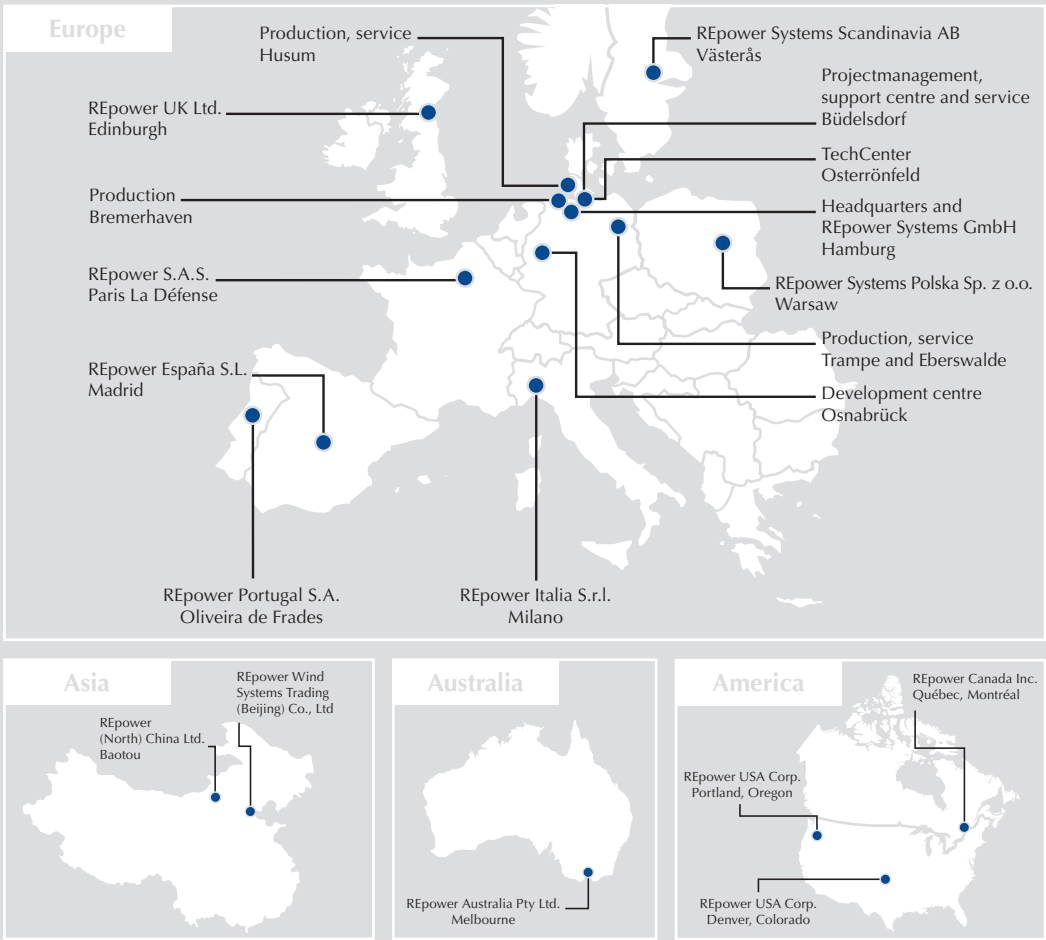 Europe
Production, service
Husum
REpower Systems Scandinavia AB
Västerås
Projectmanagement,
support centre and service
Büdelsdorf
REpower UK Ltd.
Edinburgh
TechCenter
Osterrönfeld
Production
Bremerhaven
Headquarters and
REpower Systems GmbH
Hamburg
REpower S.A.S.
Paris La Défense
REpower Systems Polska Sp. z o.o.
Warsaw
Production, service
Trampe and Eberswalde
REpower España S.L.
Madrid
Development centre
Osnabrück
REpower Portugal S.A.
Oliveira de Frades
REpower Italia S.r.l.
Milano
Asia
REpower Wind
Systems Trading
(Beijing) Co., Ltd
REpower
(North) China Ltd.
Baotou
Australia
REpower Australia Pty Ltd.
Melbourne
America
REpower Canada Inc.
Québec, Montréal
REpower USA Corp.
Portland, Oregon
REpower USA Corp.
Denver, Colorado